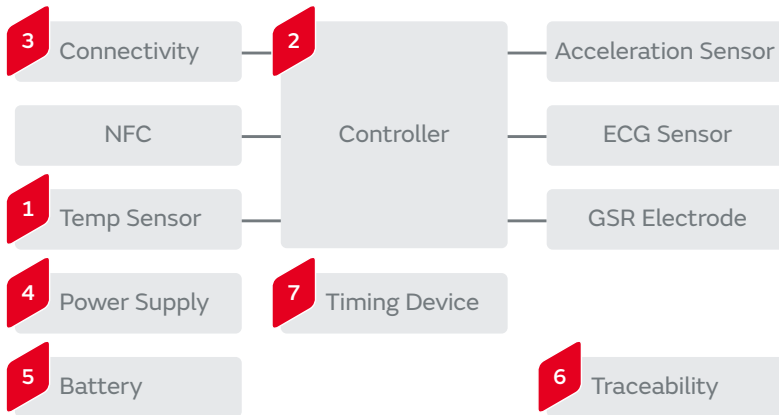 3 Connectivity
2
Acceleration Sensor
NFC
Controller
ECG Sensor
1 Temp Sensor
GSR Electrode
4 Power Supply
7 Timing Device
5 Battery
6 Traceability